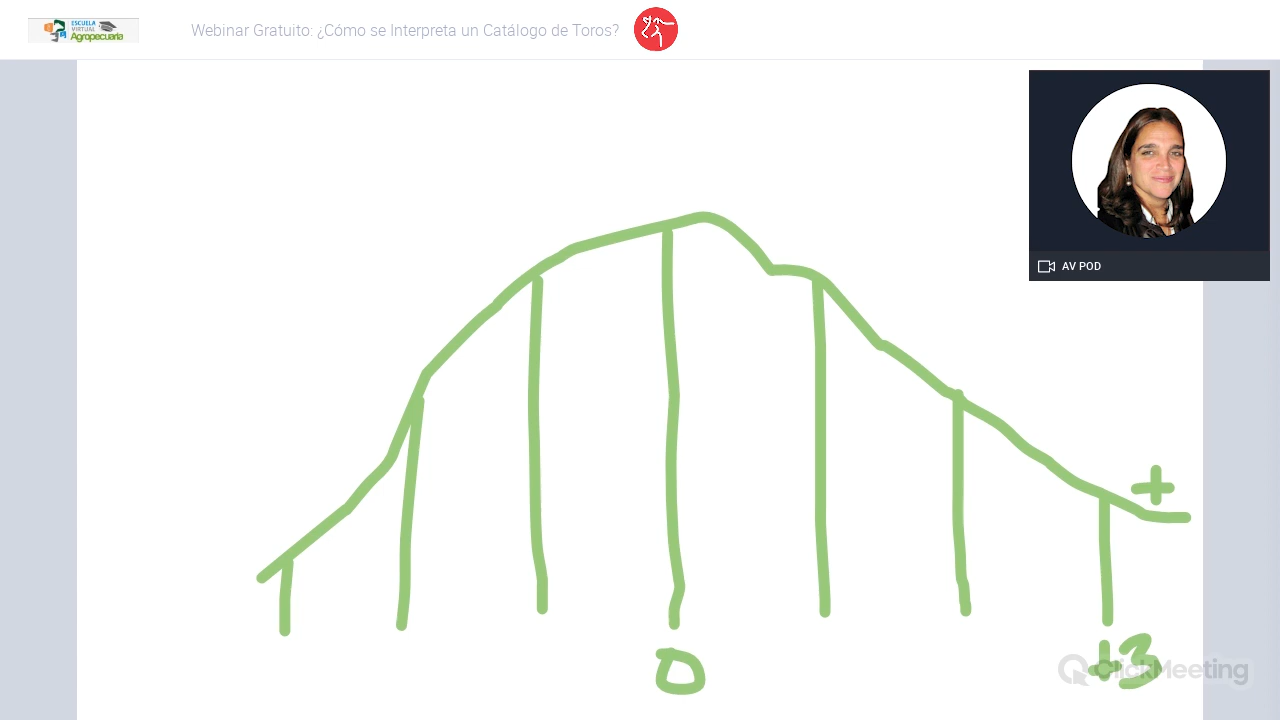 ESCUELA
VIRTUAL
Agropecuaria
Webinar Gratuito: ¿Cómo se Interpreta un Catálogo de Toros?
AV POD
+
0
+3
ClickMeeting